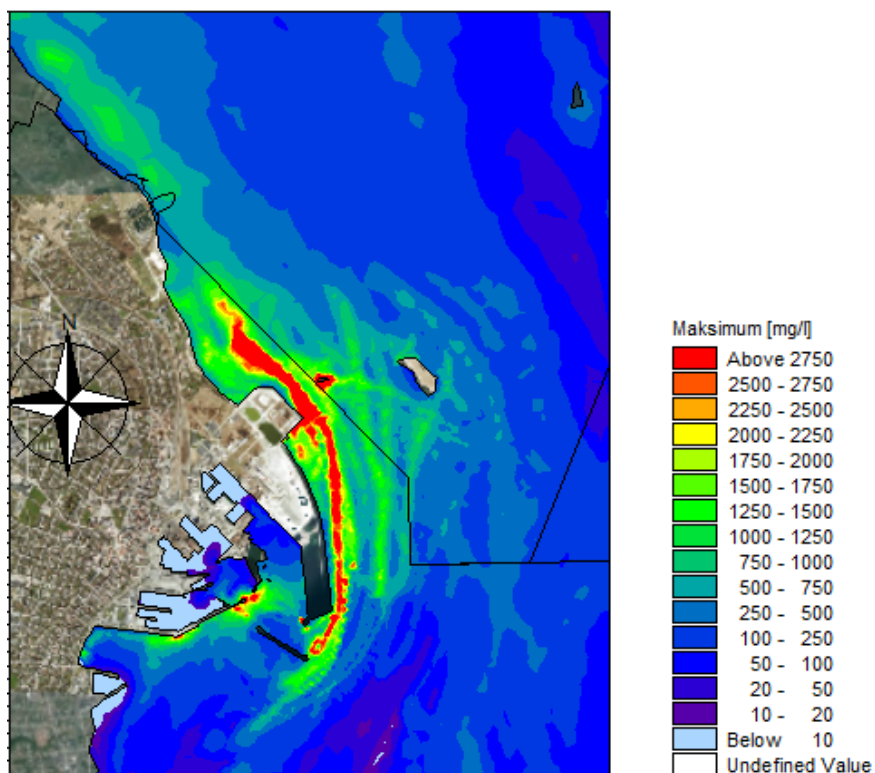 N
Maksimum [mg/l]
Above 2750
2500 - 2750
2250 - 2500
2000 - 2250
1750 - 2000
1500 - 1750
1250 - 1500
1000 - 1250
750 - 1000
500 - 750
250 - 500
100 - 250
50 - 100
20 - 50
10 - 20
Below 10
Undefined Value